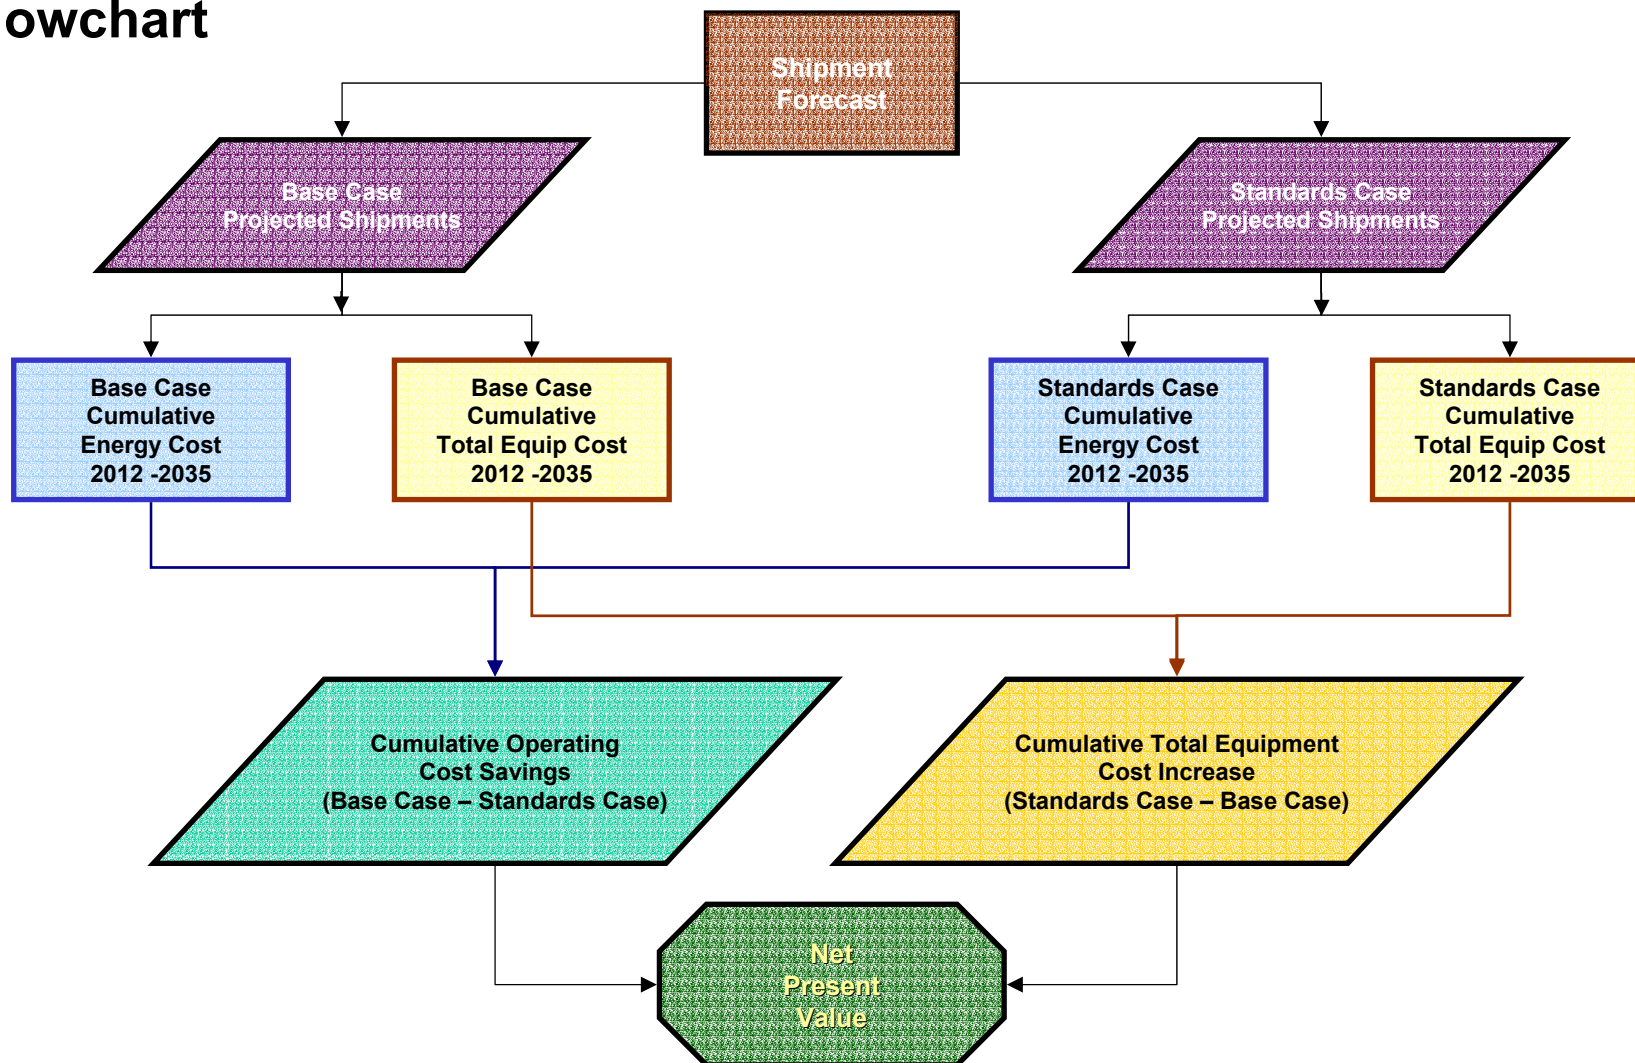 owchart
Shipment
Forecast
Base Case
Projected Shipments
Standards Case
Projected Shipments
Base Case
Cumulative
Energy Cost
2012 -2035
Base Case
Cumulative
Total Equip Cost
2012 -2035
Standards Case
Cumulative
Energy Cost
2012 -2035
Standards Case
Cumulative
Total Equip Cost
2012 -2035
Cumulative Operating
Cost Savings
(Base Case – Standards Case)
Cumulative Total Equipment
Cost Increase
(Standards Case – Base Case)
Net
Present
Value